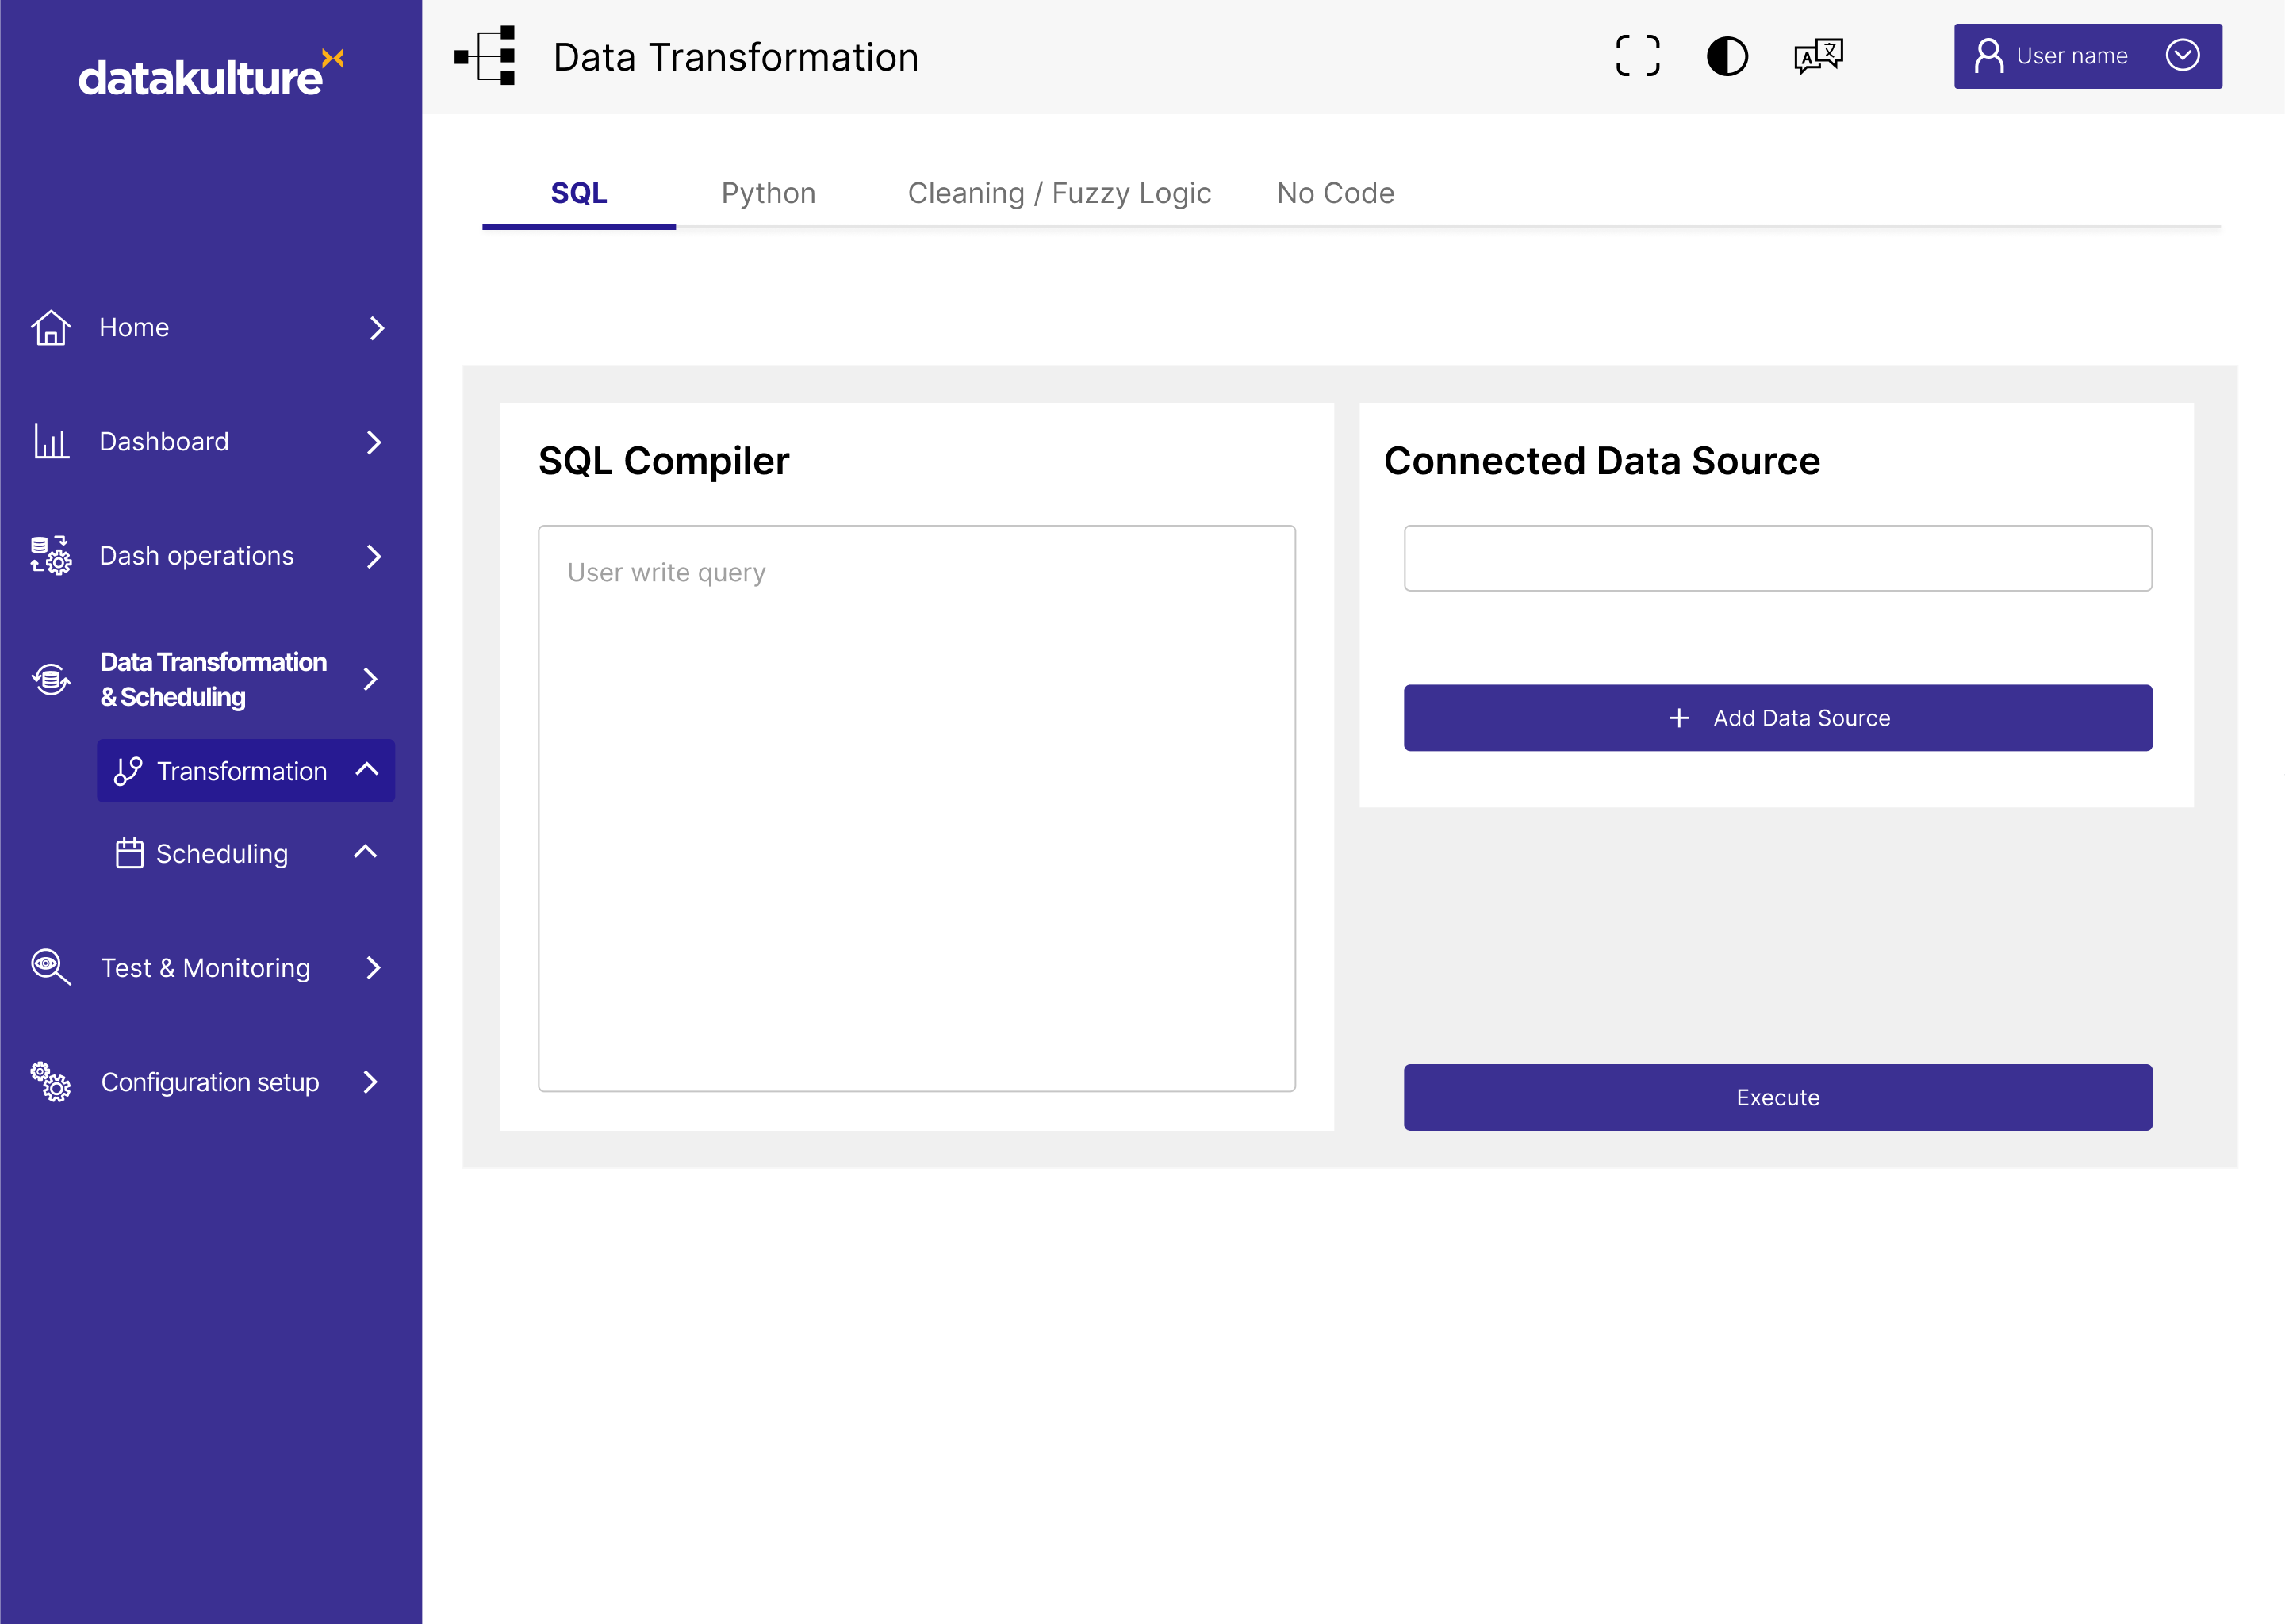 datakulture
Data Transformation
User name
SQL
Python
Cleaning / Fuzzy Logic
No Code
Home
Dashboard
Dash operations
Data Transformation
& Scheduling
Transformation
Scheduling
Test & Monitoring
Configuration setup
SQL Compiler
User write query
Connected Data Source
Add Data Source
Execute